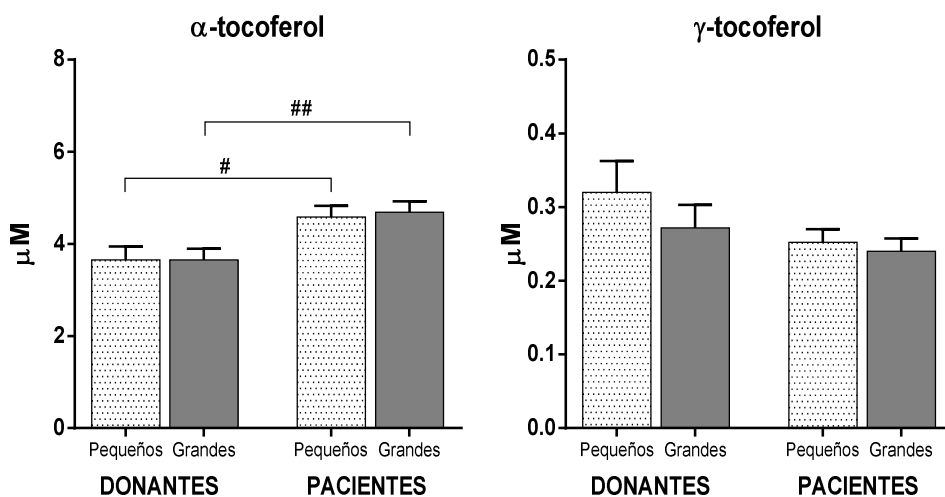 α-tocoferol
8
6
4
2
0
μM
##
#
Pequeños Grandes Pequeños Grandes
DONANTES PACIENTES
γ-tocoferol
0.5
0.4
0.3
0.2
0.1
0.0
μM
Pequeños Grandes Pequeños Grandes
DONANTES PACIENTES